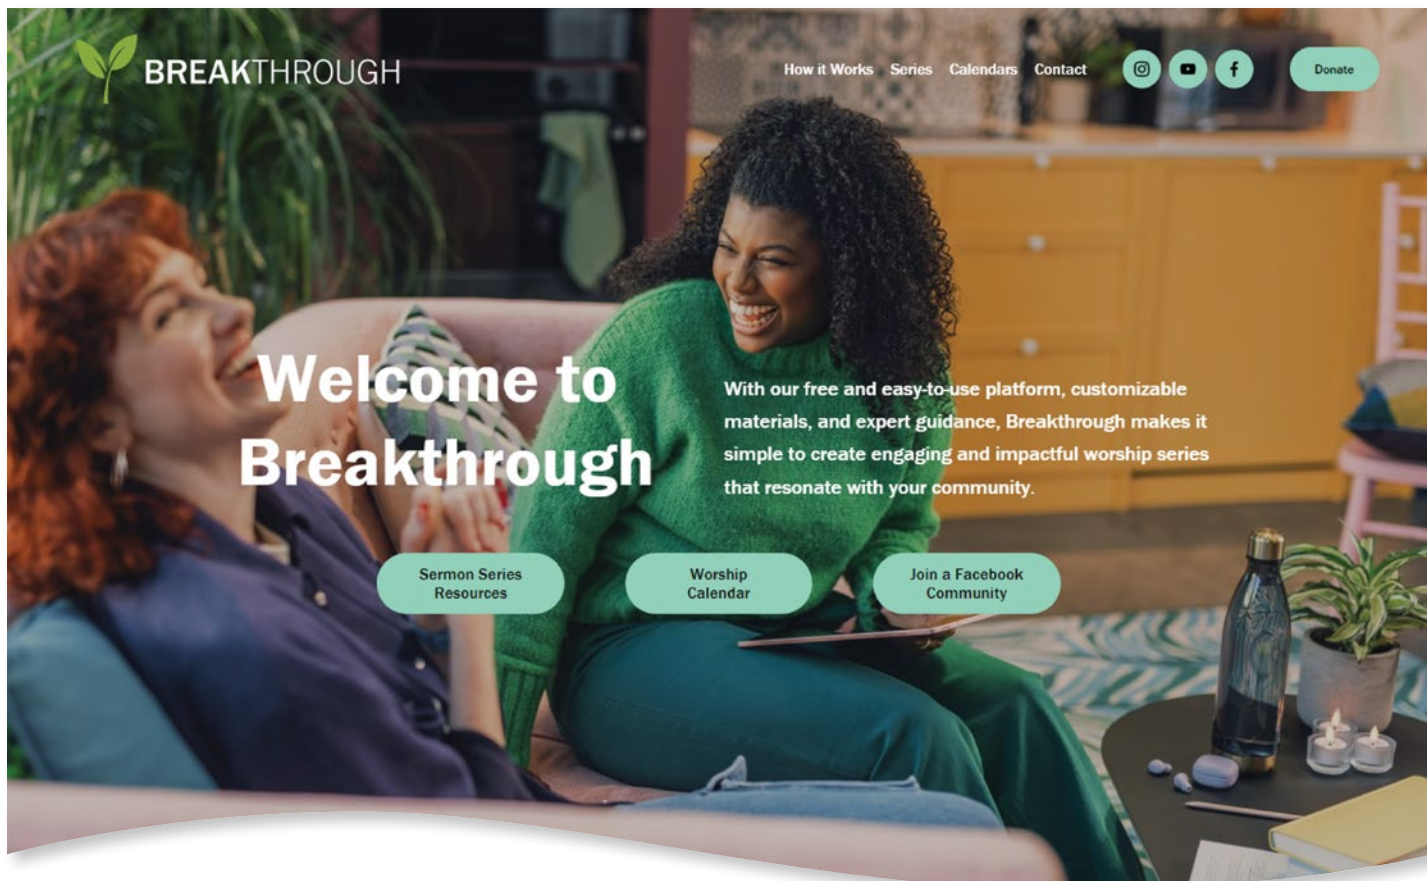 BREAKTHROUGH
How it Works Series Calendars Contact
Donate
Welcome to
Breakthrough
With our free and easy-to-use platform, customizable
materials, and expert guidance, Breakthrough makes it
simple to create engaging and impactful worship series
that resonate with your community.
Sermon Series
Resources
Worship
Calendar
Join a Facebook
Community